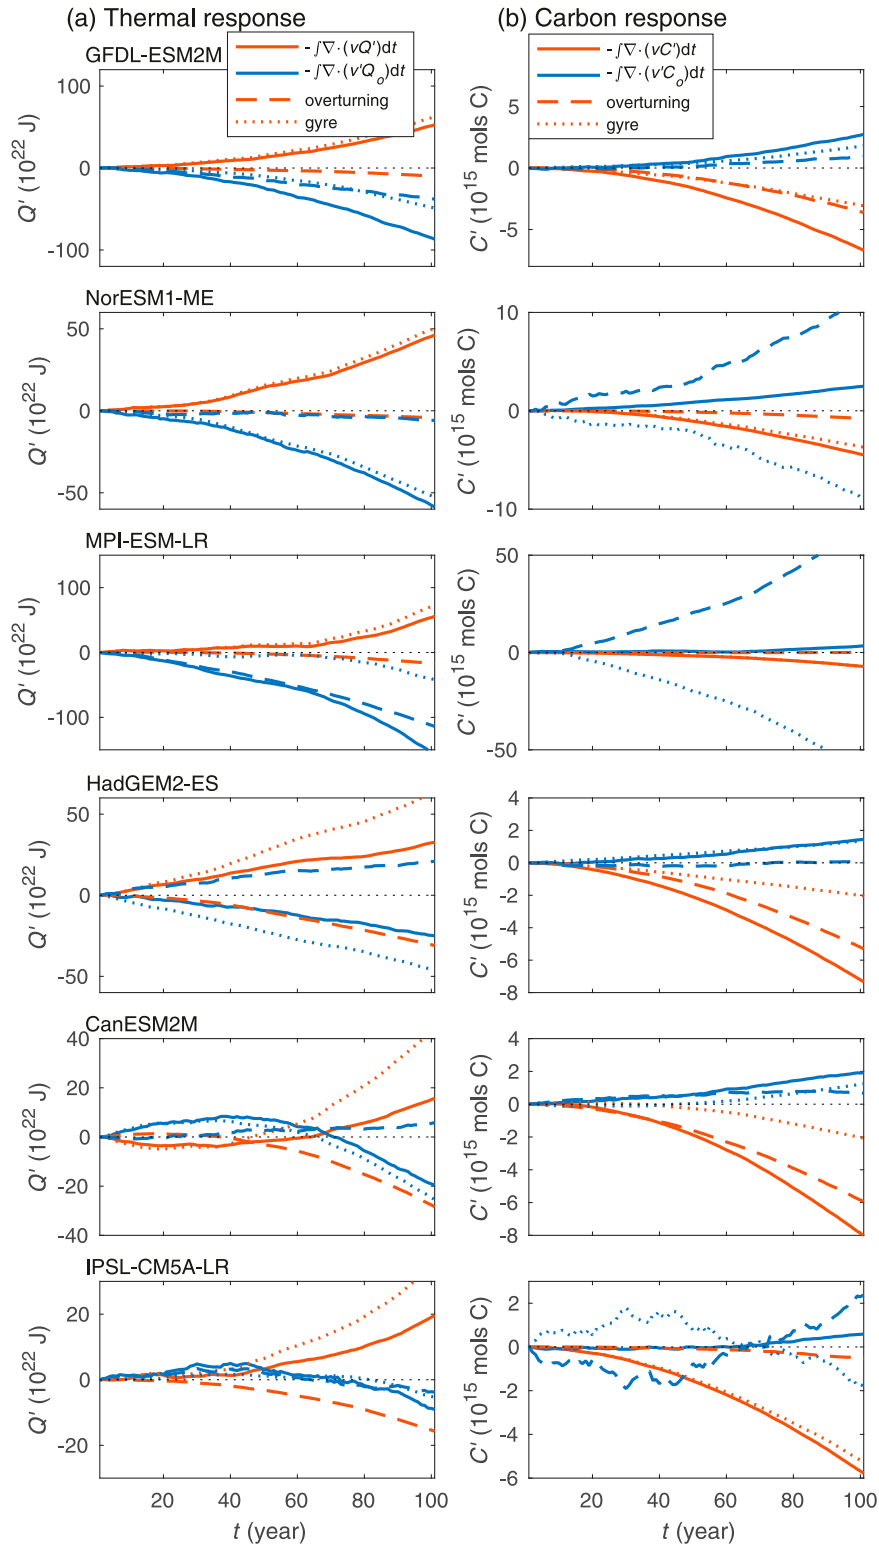 (a) Thermal response
(b) Carbon response
GFDL-ESM2M
-∫∇·(vQ')dt
-∫∇·(v'Q_o)dt
overturning
gyre
-∫∇·(vC')dt
-∫∇·(v'C_o)dt
overturning
gyre
Q' (10^22 J)
100
0
-100
C' (10^15 mols C)
5
0
-5
NorESM1-ME
Q' (10^22 J)
50
0
-50
C' (10^15 mols C)
10
0
-10
MPI-ESM-LR
Q' (10^22 J)
100
0
-100
C' (10^15 mols C)
50
0
-50
HadGEM2-ES
Q' (10^22 J)
50
0
-50
C' (10^15 mols C)
4
2
0
-2
-4
-6
-8
CanESM2M
Q' (10^22 J)
40
20
0
-20
-40
C' (10^15 mols C)
4
2
0
-2
-4
-6
-8
IPSL-CM5A-LR
Q' (10^22 J)
20
0
-20
C' (10^15 mols C)
2
0
-2
-4
-6
20 40 60 80 100
t (year)
20 40 60 80 100
t (year)